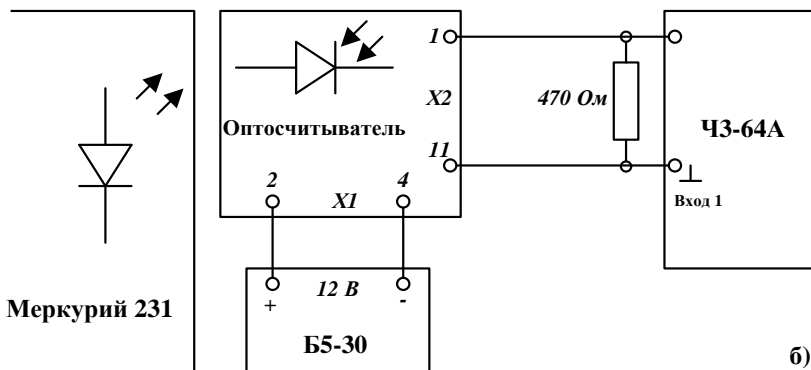 1
X2
470 Ом
Ч3-64А
Оптосчитыватель
11
2
4
X1
Вход 1
Меркурий 231
12 В
+
-
Б5-30
б)